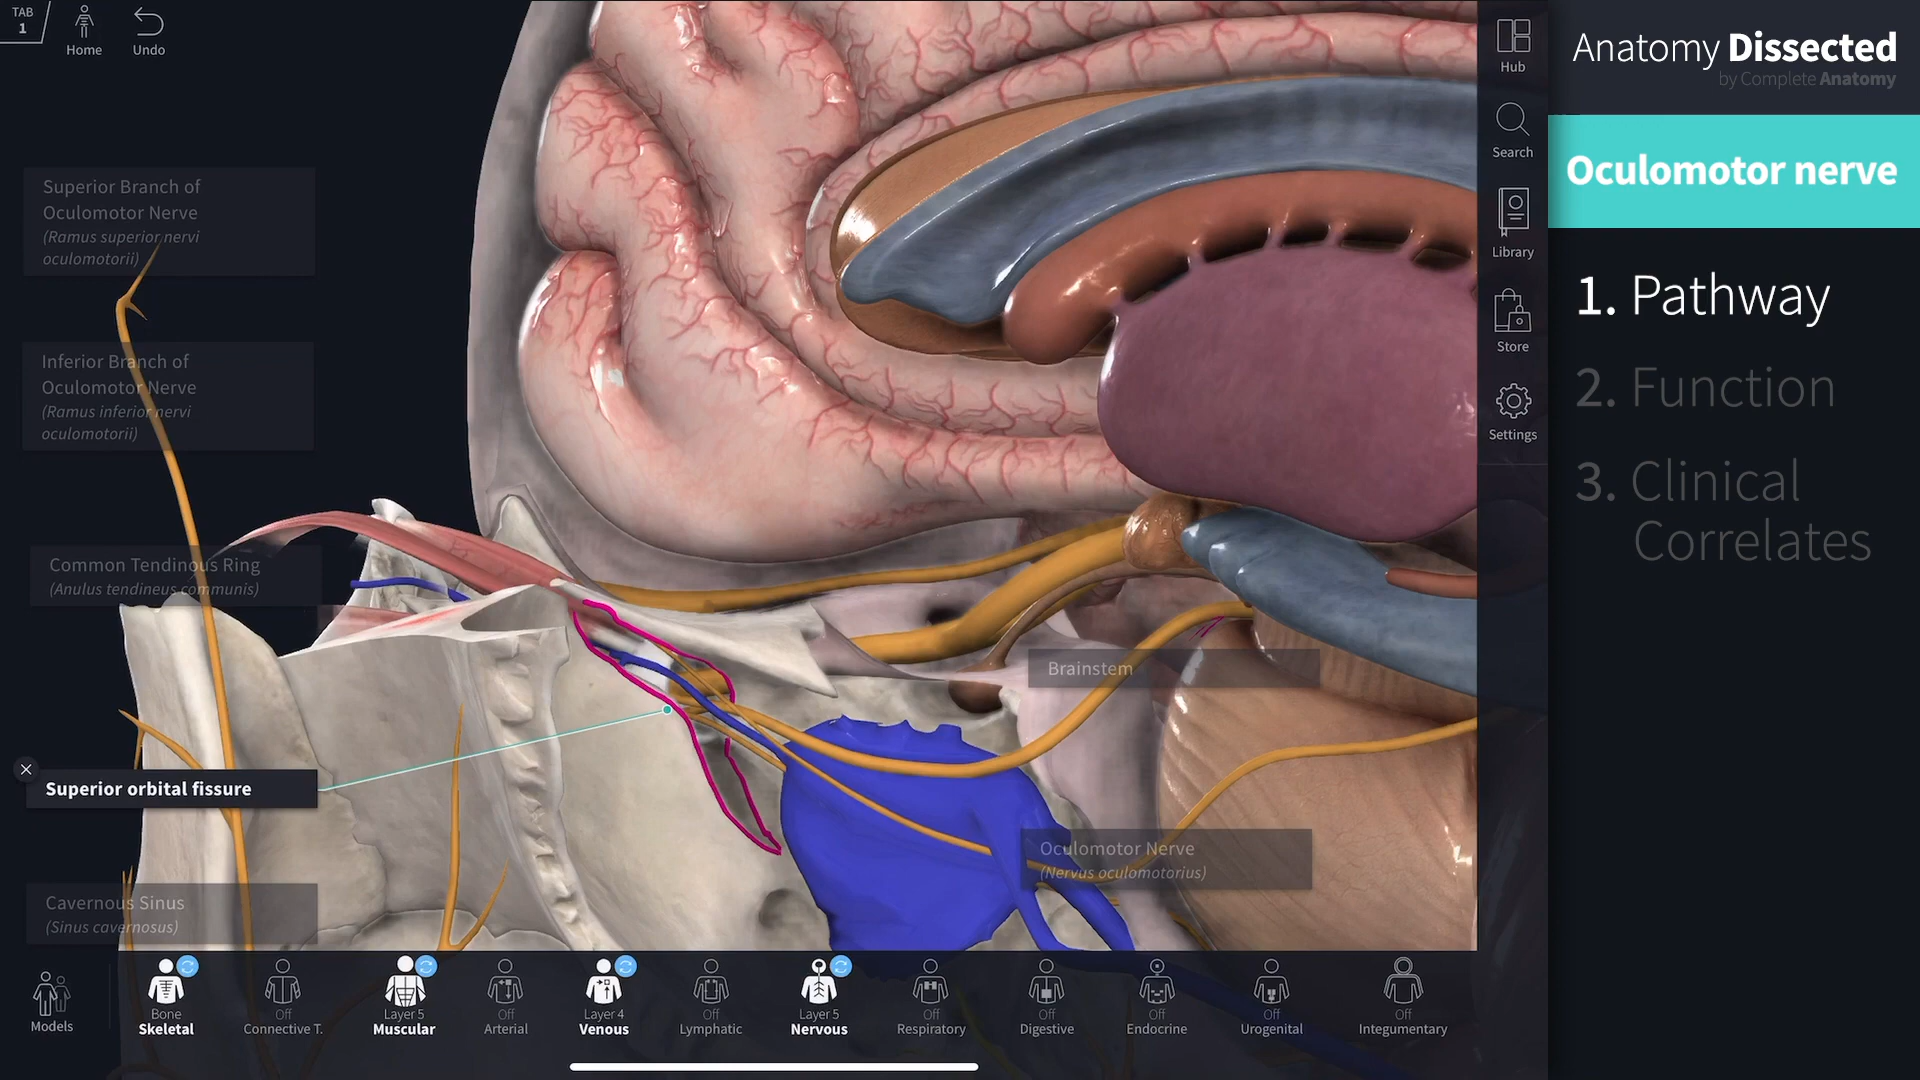 TAB
1
Home
Undo
Superior Branch of
Oculomotor Nerve
(Ramus superior nervi
oculomotorii)
Inferior Branch of
Oculomotor Nerve
(Ramus inferior nervi
oculomotorii)
Common Tendinous Ring
(Anulus tendineus communis)
Superior orbital fissure
Cavernous Sinus
(Sinus cavernosus)
Brainstem
Oculomotor Nerve
(Nervus oculomotorius)
Hub
Search
Library
Store
Settings
Anatomy Dissected
by Complete Anatomy
Oculomotor nerve
1. Pathway
2. Function
3. Clinical
Correlates
Models
Bone
Skeletal
Off
Connective T.
Layer 5
Muscular
Off
Arterial
Layer 4
Venous
Off
Lymphatic
Layer 5
Nervous
Off
Respiratory
Off
Digestive
Off
Endocrine
Off
Urogenital
Off
Integumentary